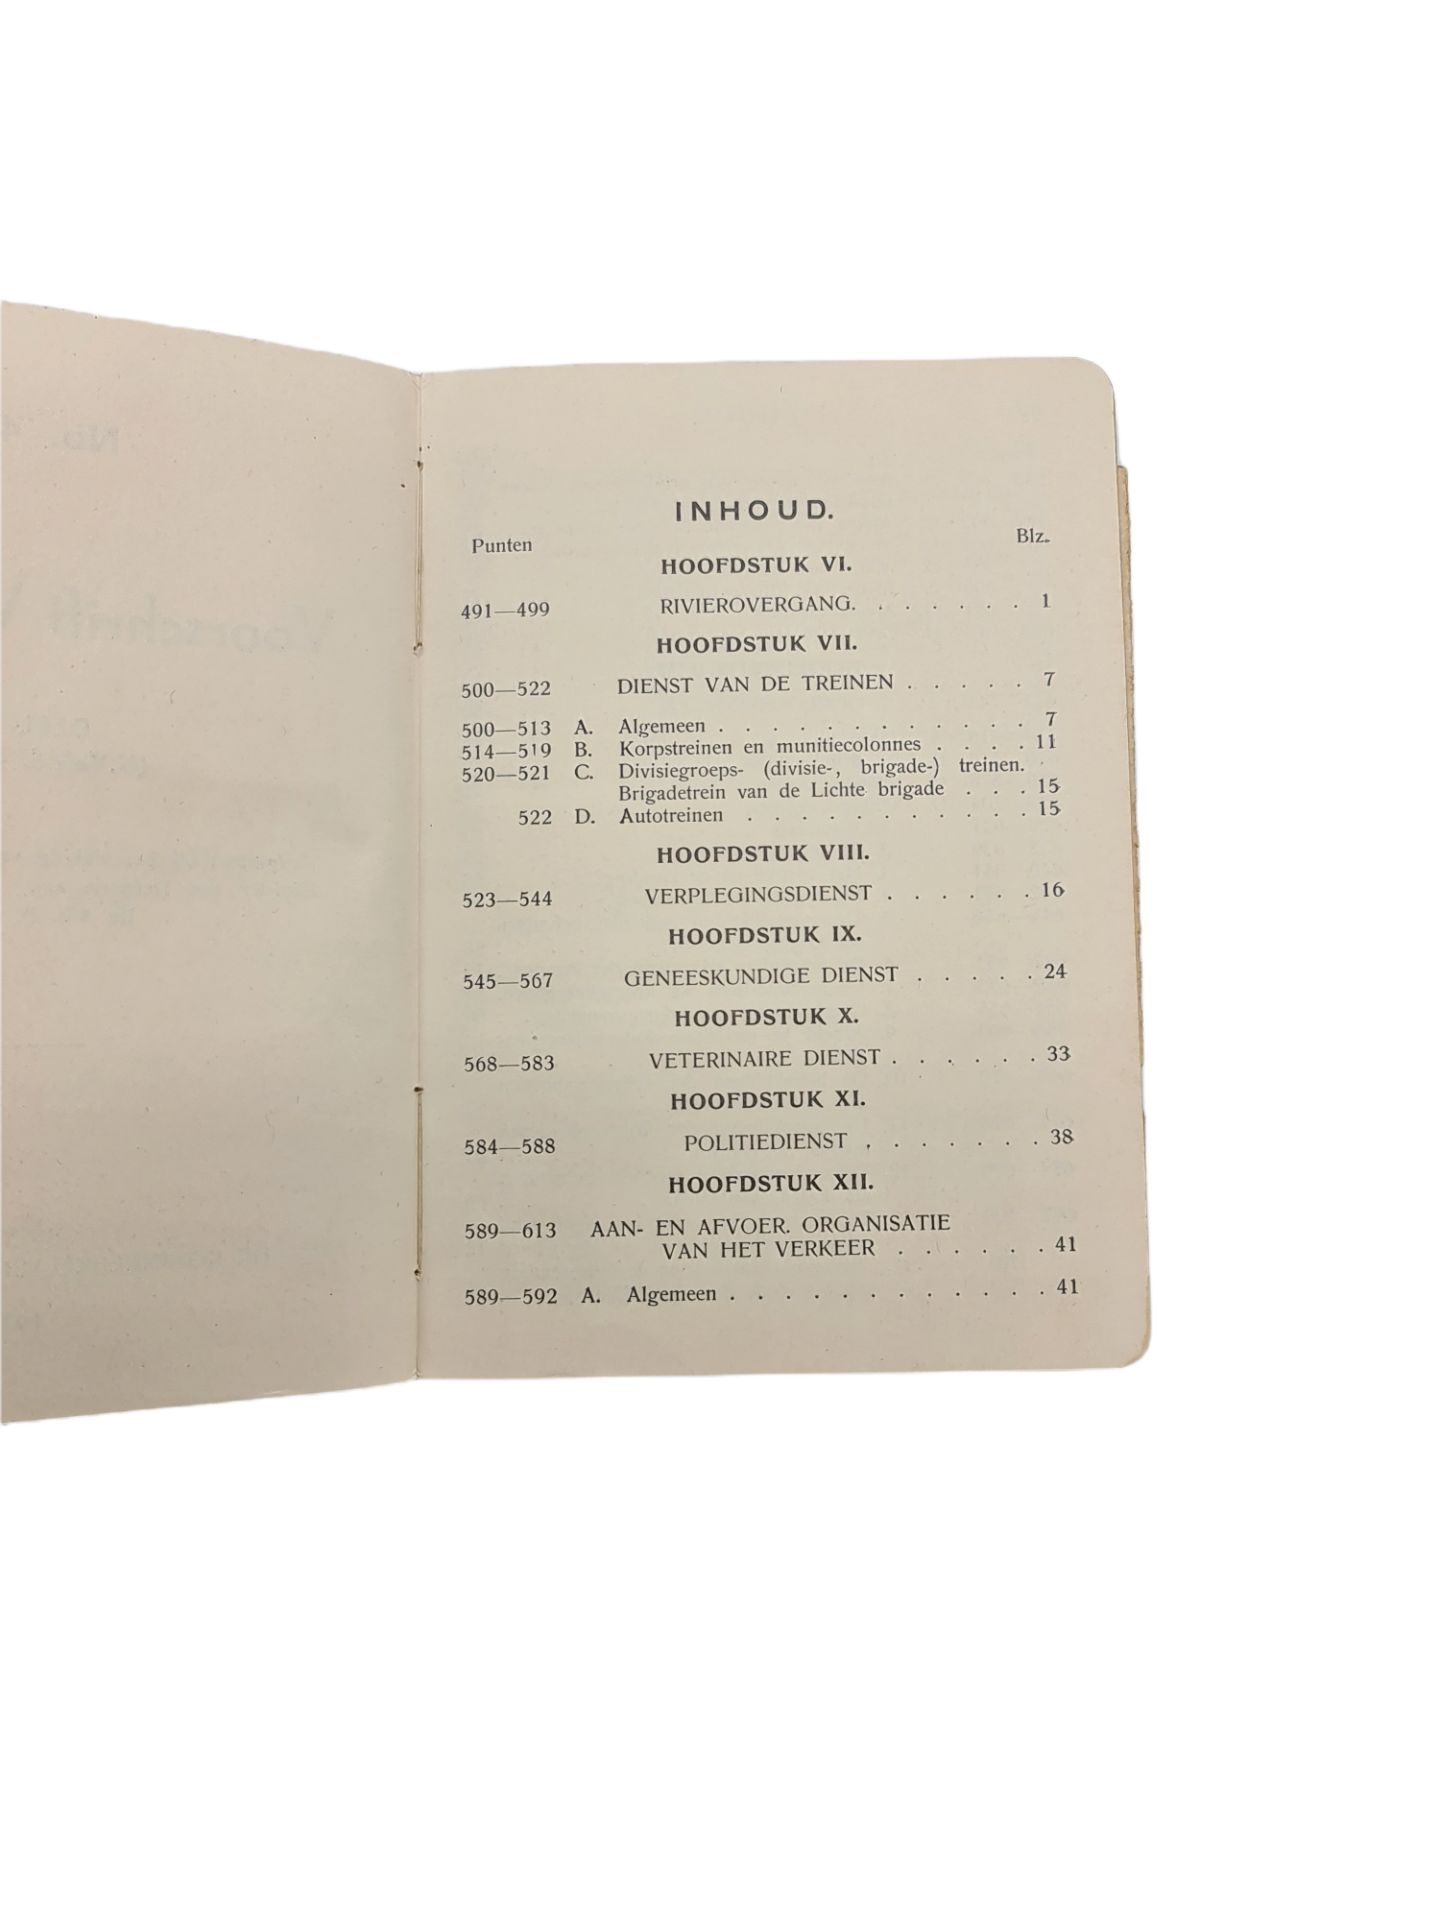 INHOUD.
Punten Blz.
HOOFDSTUK VI.
491—499 RIVIEROVERGANG. . . . . . . 1
HOOFDSTUK VII.
500—522 DIENST VAN DE TREINEN . . . . . 7
500—513 A. Algemeen . . . . . . . . . . . . 7
514—519 B. Korpstreinen en munitiecolonnes . . . . 11
520—521 C. Divisiegroeps- (divisie-, brigade-) treinen.
Brigadetrein van de Lichte brigade . . . 15
522 D. Autotreinen . . . . . . . . . . . 15
HOOFDSTUK VIII.
523—544 VERPLEGINGSDIENST . . . . . . 16
HOOFDSTUK IX.
545—567 GENEESKUNDIGE DIENST . . . . . 24
HOOFDSTUK X.
568—583 VETERINAIRE DIENST . . . . . . 33
HOOFDSTUK XI.
584—588 POLITIEDIENST , . . . . . . 38
HOOFDSTUK XII.
589—613 AAN- EN AFVOER. ORGANISATIE
VAN HET VERKEER . . . . . . 41
589—592 A. Algemeen . . . . . . . . . . . . 41